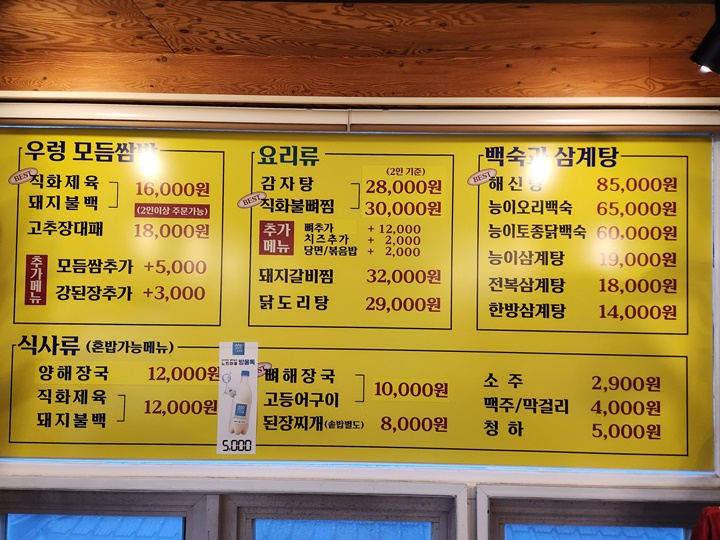 우렁 모듬쌈밥
BEST
직화제육
돼지불백
16,000원
(2인이상 주문가능)
고추장대패 18,000원
추가메뉴
모듬쌈추가 +5,000
강된장추가 +3,000
요리류
(2인 기준)
감자탕 28,000원
BEST
직화불뼈찜 30,000원
추가메뉴
뼈추가 + 12,000
치즈추가 + 2,000
당면/볶음밥 + 2,000
돼지갈비찜 32,000원
닭도리탕 29,000원
백숙과 삼계탕
BEST
해신탕 85,000원
능이오리백숙 65,000원
능이토종닭백숙 60,000원
능이삼계탕 19,000원
전복삼계탕 18,000원
한방삼계탕 14,000원
식사류 (혼밥가능메뉴)
양해장국 12,000원
직화제육
돼지불백
12,000원
방울톡
5,000
뼈해장국
고등어구이
10,000원
된장찌개(솥밥별도) 8,000원
소주 2,900원
맥주/막걸리 4,000원
청하 5,000원